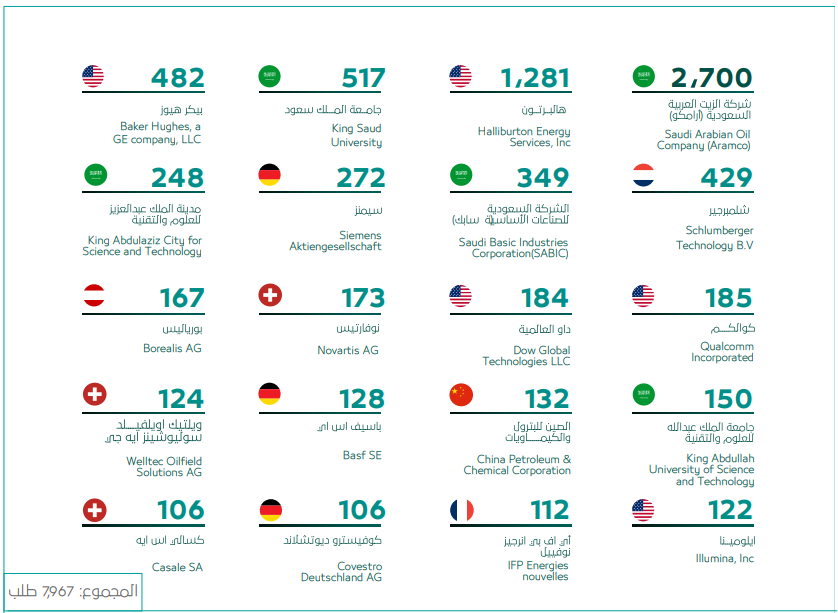 2,700
شركة الزيت العربية
السعودية (أرامكو)
Saudi Arabian Oil
Company (Aramco)
1,281
هاليبرتون
Halliburton Energy
Services, Inc
517
جامعة الملك سعود
King Saud
University
482
بيكر هيوز
Baker Hughes, a
GE company, LLC
429
شلمبرجير
Schlumberger
Technology B.V
349
الشركة السعودية
للصناعات الأساسية (سابك)
Saudi Basic Industries
Corporation(SABIC)
272
سيمنز
Siemens
Aktiengesellschaft
248
مدينة الملك عبدالعزيز
للعلوم والتقنية
King Abdulaziz City for
Science and Technology
185
كوالكم
Qualcomm
Incorporated
184
داو العالمية
Dow Global
Technologies LLC
173
نوفارتيس
Novartis AG
167
بورياليس
Borealis AG
150
جامعة الملك عبدالله
للعلوم والتقنية
King Abdullah
University of Science
and Technology
132
الصين للبترول
والكيماويات
China Petroleum &
Chemical Corporation
128
باسيف اس اي
Basf SE
124
ويلتيك اويلفيلد
سوليوشينز ايه جي
Welltec Oilfield
Solutions AG
122
ايلومينا
Illumina, Inc
112
أي اف بي انرجيز
نوفييل
IFP Energies
nouvelles
106
كوفيسترو ديوتشلاند
Covestro
Deutschland AG
106
كسالي اس ايه
Casale SA
المجموع: 7,967 طلب